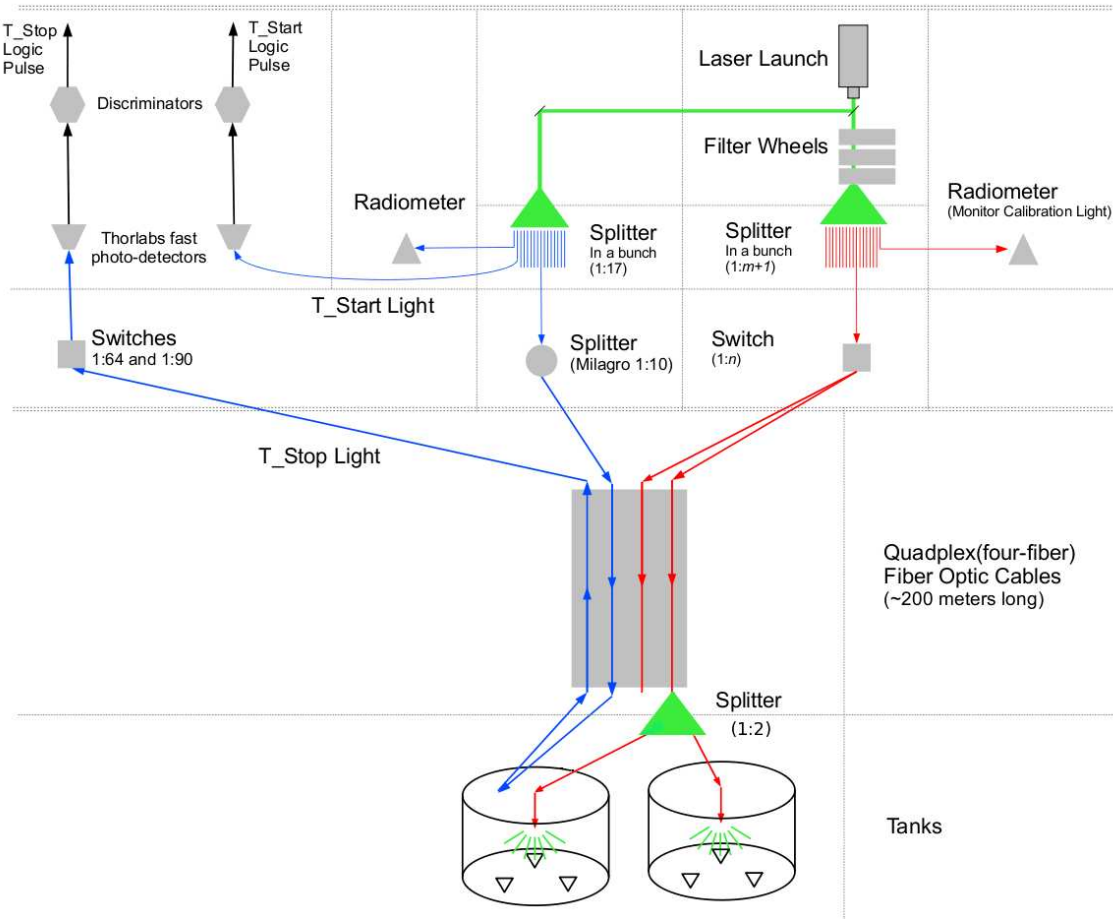 T_Stop
Logic
Pulse
T_Start
Logic
Pulse
Discriminators
Thorlabs fast
photo-detectors
Laser Launch
Filter Wheels
Radiometer
Splitter
In a bunch
(1:17)
Splitter
In a bunch
(1:m+1)
Radiometer
(Monitor Calibration Light)
T_Start Light
Switches
1:64 and 1:90
Splitter
(Milagro 1:10)
Switch
(1:n)
T_Stop Light
Quadplex(four-fiber)
Fiber Optic Cables
(~200 meters long)
Splitter
(1:2)
Tanks